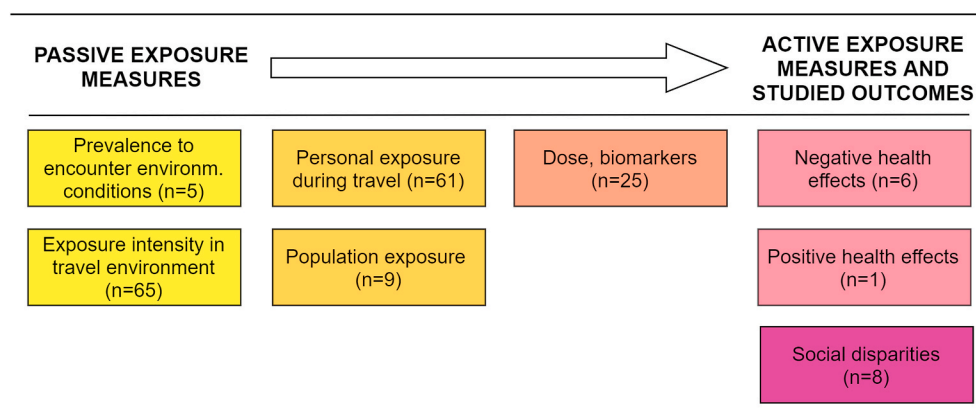 PASSIVE EXPOSURE
MEASURES
ACTIVE EXPOSURE
MEASURES AND
STUDIED OUTCOMES
Prevalence to
encounter environm.
conditions (n=5)
Personal exposure
during travel (n=61)
Dose, biomarkers
(n=25)
Negative health
effects (n=6)
Exposure intensity in
travel environment
(n=65)
Population exposure
(n=9)
Positive health effects
(n=1)
Social disparities
(n=8)